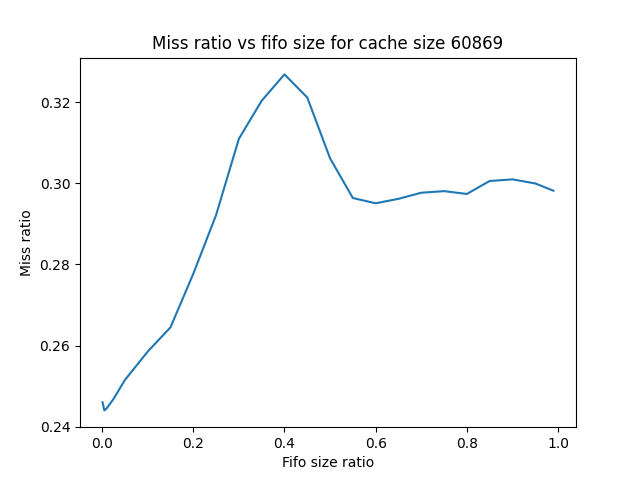 Miss ratio vs fifo size for cache size 60869
0.32
0.30
0.28
0.26
0.24
Miss ratio
0.0 0.2 0.4 0.6 0.8 1.0
Fifo size ratio